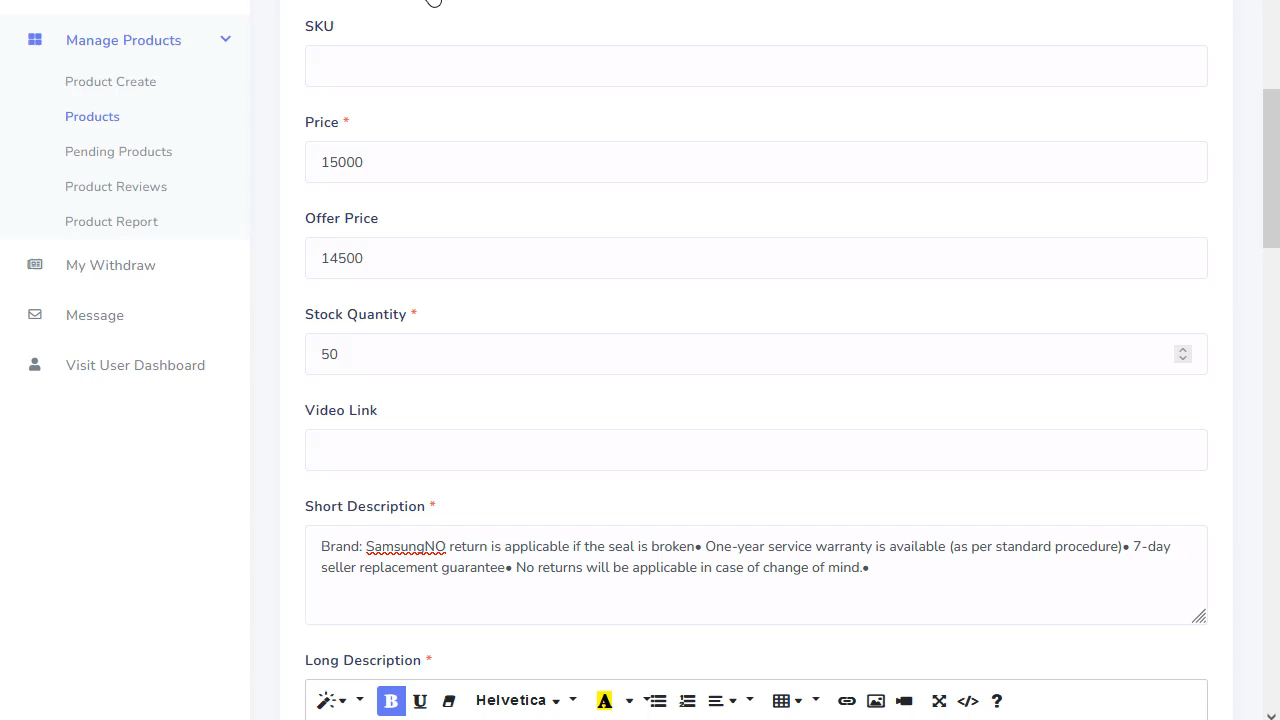 SKU
Manage Products
Product Create
Products
Pending Products
Product Reviews
Product Report
My Withdraw
Message
Visit User Dashboard
Price *
15000
Offer Price
14500
Stock Quantity *
50
Video Link
Short Description *
Brand: SamsungNO return is applicable if the seal is broken● One-year service warranty is available (as per standard procedure)● 7-day
seller replacement guarantee● No returns will be applicable in case of change of mind.●
Long Description *
B U Helvetica A </> ?